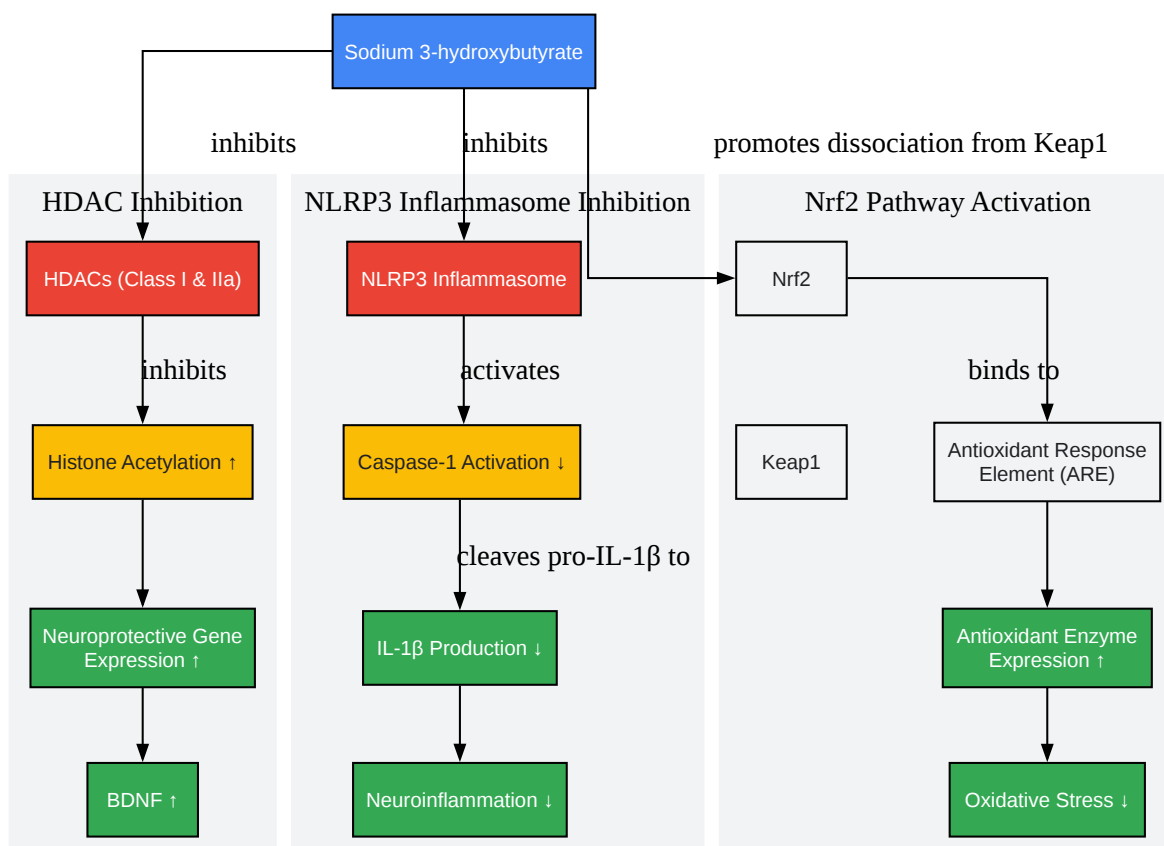 Sodium 3-hydroxybutyrate
inhibits
inhibits
promotes dissociation from Keap1
HDAC Inhibition
NLRP3 Inflammasome Inhibition
Nrf2 Pathway Activation
HDACs (Class I & IIa)
NLRP3 Inflammasome
Nrf2
inhibits
activates
binds to
Histone Acetylation ↑
Caspase-1 Activation ↓
Keap1
Antioxidant Response
Element (ARE)
cleaves pro-IL-1β to
Neuroprotective Gene
Expression ↑
IL-1β Production ↓
Antioxidant Enzyme
Expression ↑
BDNF ↑
Neuroinflammation ↓
Oxidative Stress ↓